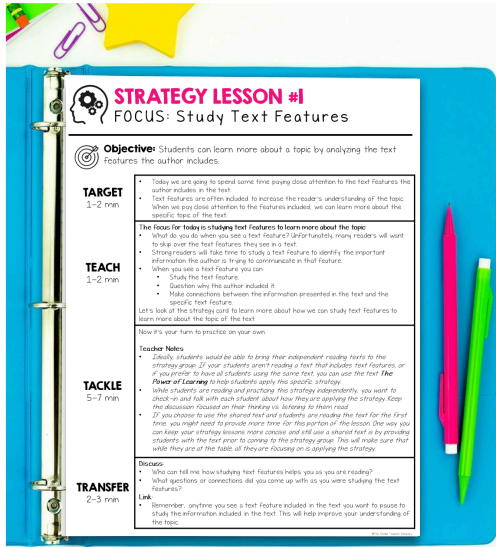 STRATEGY LESSON #1
FOCUS: Study Text Features
Objective: Students can learn more about a topic by analyzing the text
features the author includes.
TARGET
1-2 min
• Today we are going to spend some time paying close attention to the text features the
author includes in the text.
• Text features are often included to increase the reader's understanding of the topic.
When we pay close attention to the features included, we can learn more about the
specific topic of the text.
TEACH
1-2 min
The focus for today is studying text features to learn more about the topic:
• What do you do when you see a text feature? Unfortunately, many readers will want
to skip over the text features they see in a text.
• Strong readers will take time to study a text feature to identify the important
information the author is trying to communicate in that feature.
• When you see a text feature you can:
• Study the text feature.
• Question why the author included it.
• Make connections between the information presented in the text and the
specific text feature.
Let's look at the strategy card to learn more about how we can study text features to
learn more about the topic of the text.
TACKLE
5-7 min
Now it's your turn to practice on your own.
Teacher Notes
• Ideally, students would be able to bring their independent reading texts to the
strategy group. If your students aren't reading a text that includes text features, or
if you prefer to have all students using the same text, you can use the text The
Power of Learning to help students apply this specific strategy.
• While students are reading and practicing this strategy independently, you want to
check-in and talk with each student about how they are applying the strategy. Keep
the discussion focused on their thinking vs. listening to them read.
• If you choose to use the shared text and students are reading the text for the first
time, you might need to provide more time for this portion of the lesson. One way you
can keep your strategy lessons more concise and still use a shared text is by providing
students with the text prior to coming to the strategy group. This will make sure that
while they are at the table, all they are focusing on is applying the strategy.
TRANSFER
2-3 min
Discuss:
• Who can tell me how studying text features helps you as you are reading?
• What questions or connections did you come up with as you were studying the text
features?
Link:
• Remember, anytime you see a text feature included in the text you want to pause to
study the information included in the text. This will help improve your understanding of
the topic.